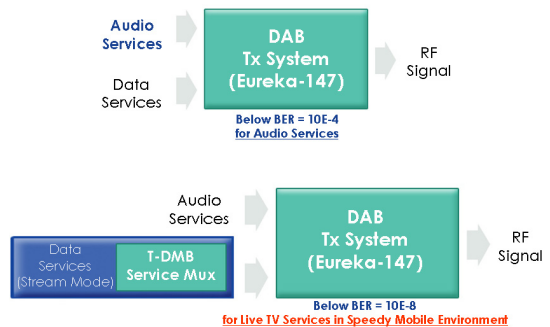 Audio
Services
Data
Services
DAB
Tx System
(Eureka-147)
RF
Signal
Below BER = 10E-4
for Audio Services
Audio
Services
Data
Services
(Stream Mode)
T-DMB
Service Mux
DAB
Tx System
(Eureka-147)
RF
Signal
Below BER = 10E-8
for Live TV Services in Speedy Mobile Environment